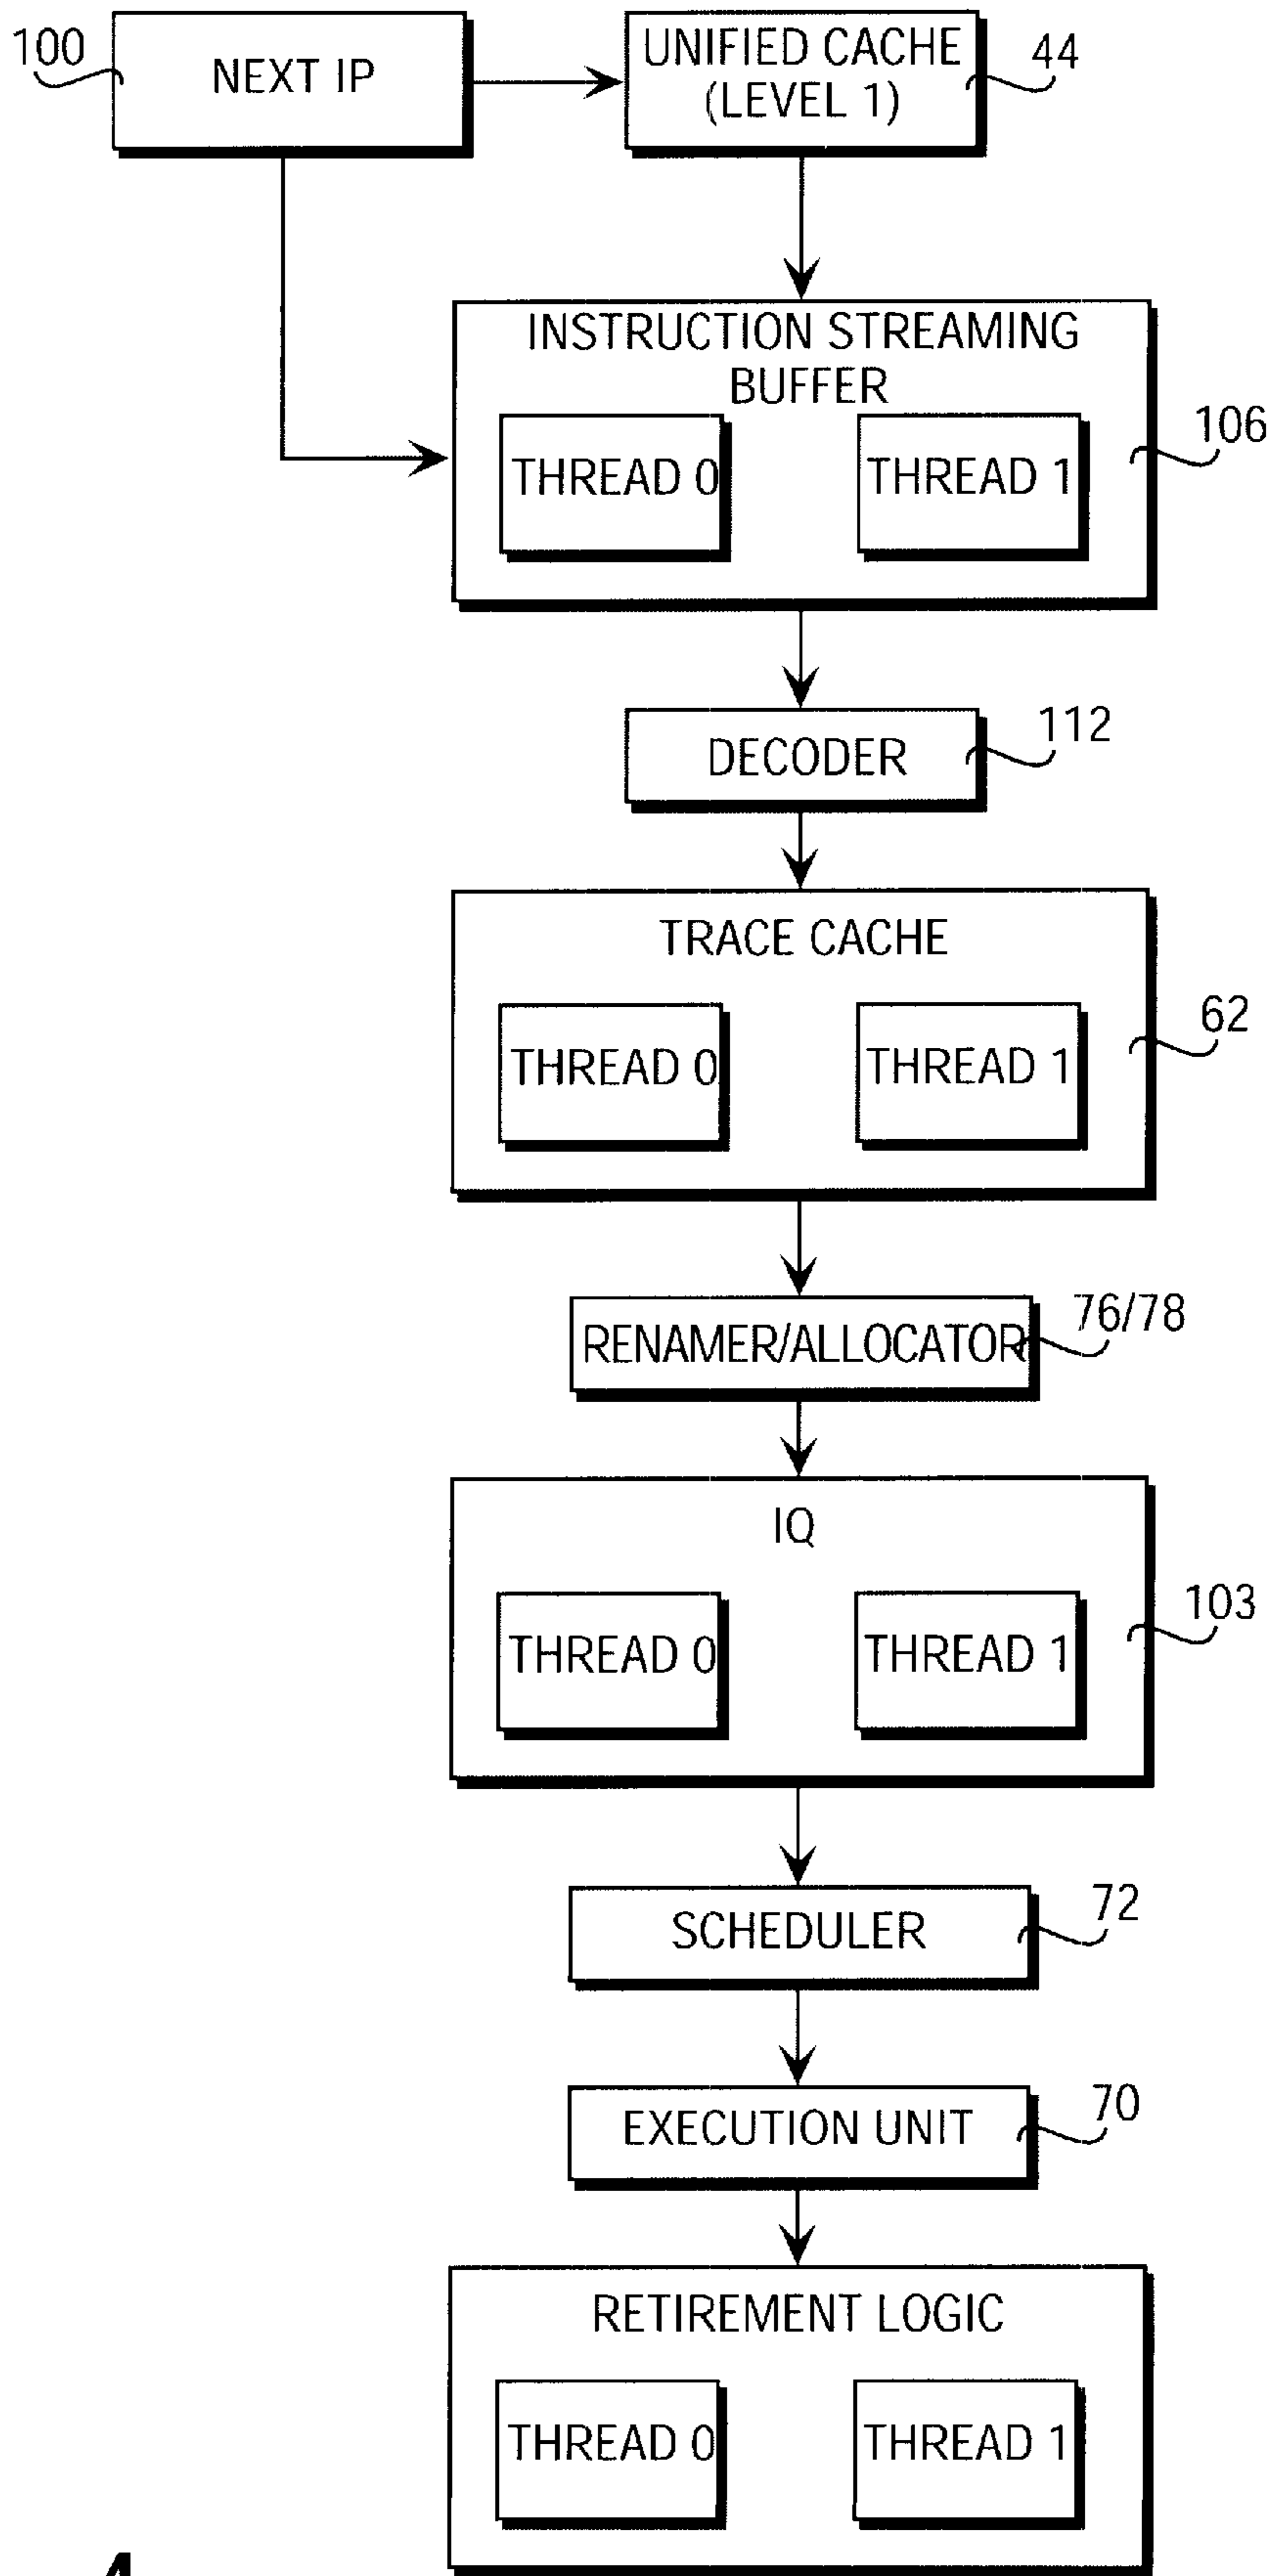 100
NEXT IP
UNIFIED CACHE
(LEVEL 1)
44
INSTRUCTION STREAMING
BUFFER
THREAD 0
THREAD 1
106
DECODER
112
TRACE CACHE
THREAD 0
THREAD 1
62
RENAMER/ALLOCATOR
76/78
IQ
THREAD 0
THREAD 1
103
SCHEDULER
72
EXECUTION UNIT
70
RETIREMENT LOGIC
THREAD 0
THREAD 1